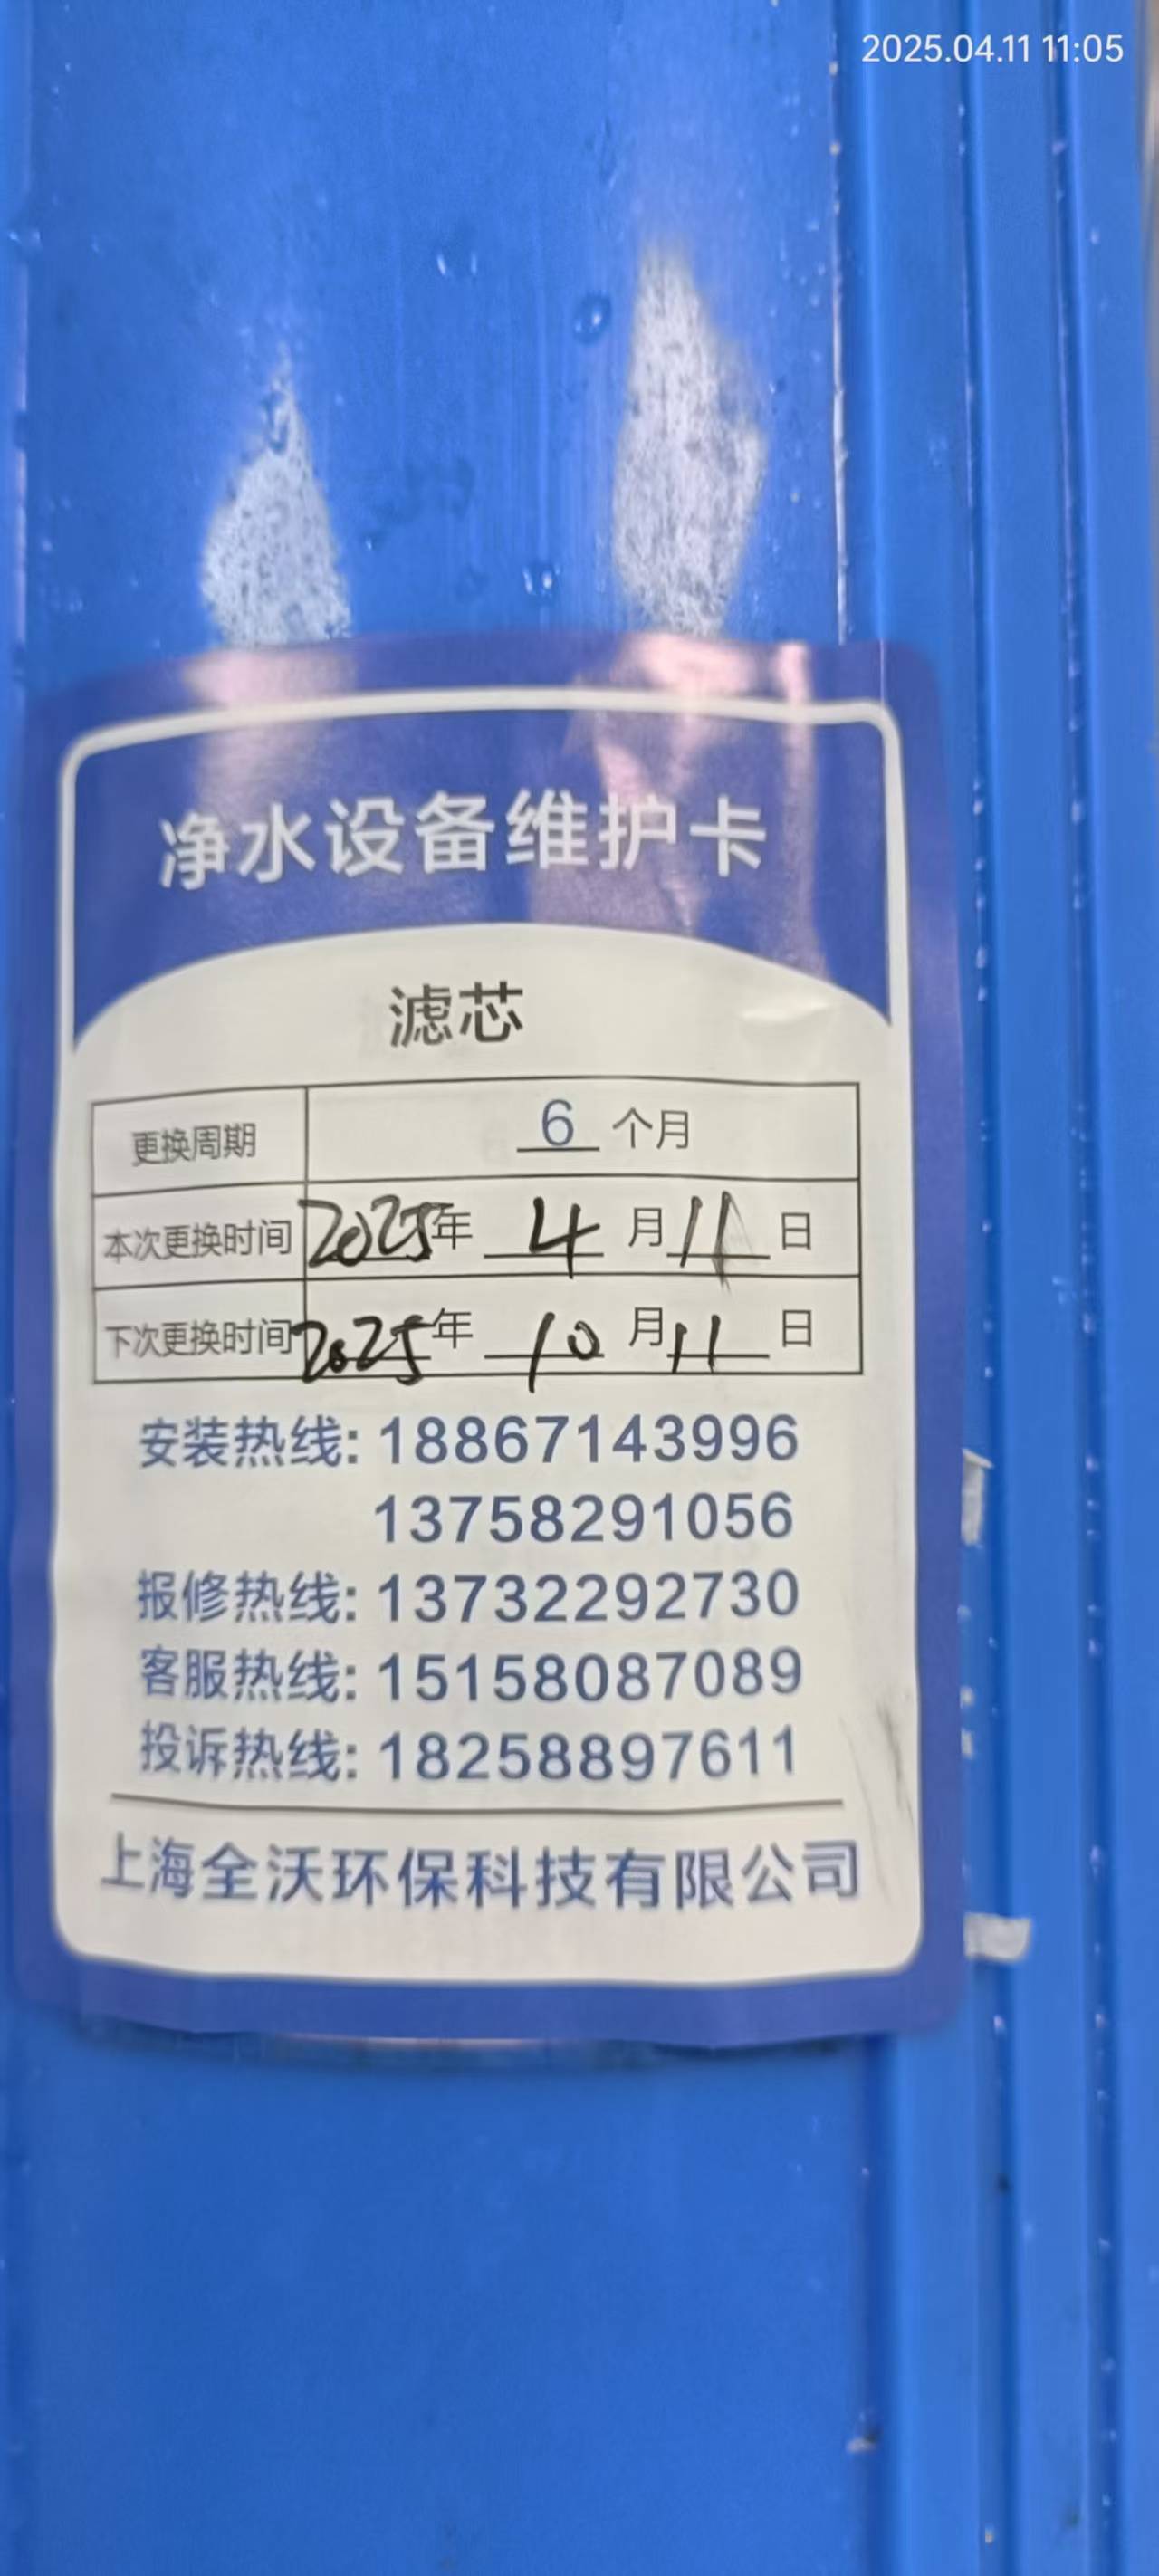 2025.04.11 11:05
净水设备维护卡
滤芯
更换周期 6 个月
本次更换时间 2025年 4 月 11 日
下次更换时间 2025年 10 月 11 日
安装热线: 18867143996
13758291056
报修热线: 13732292730
客服热线: 15158087089
投诉热线: 18258897611
上海全沃环保科技有限公司